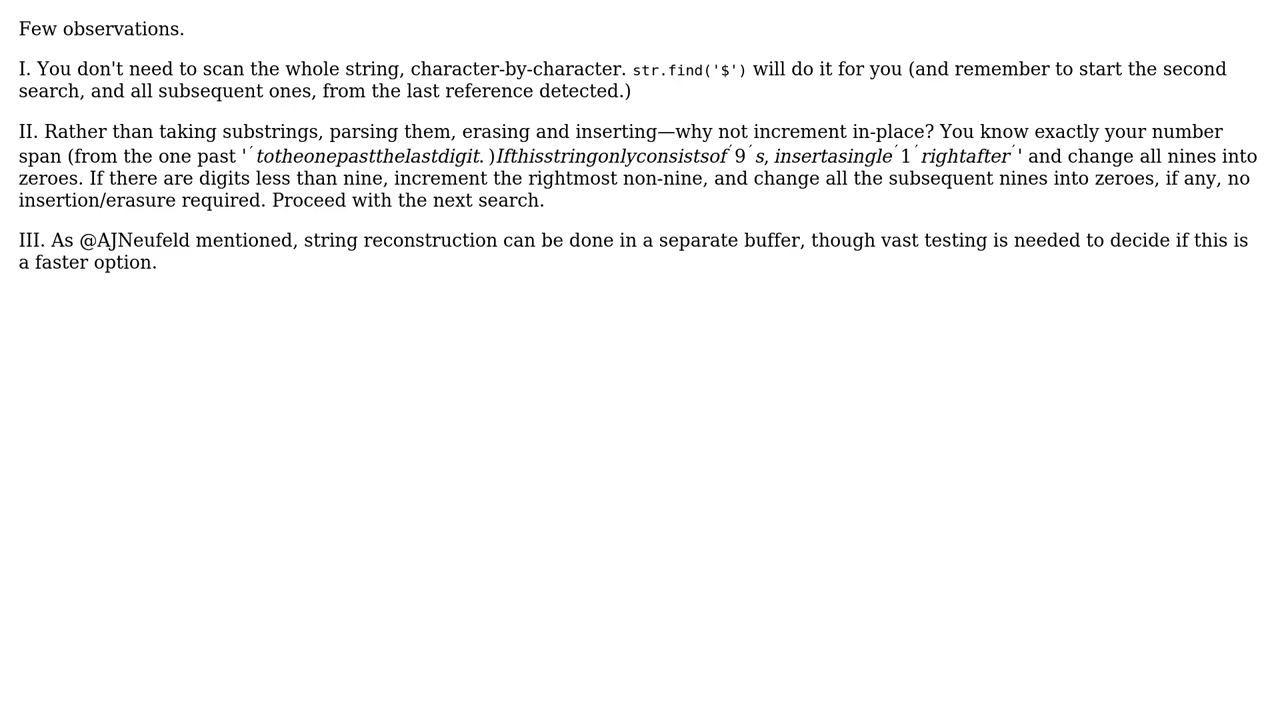 Few observations.
I. You don't need to scan the whole string, character-by-character. str.find('$') will do it for you (and remember to start the second
search, and all subsequent ones, from the last reference detected.)
II. Rather than taking substrings, parsing them, erasing and inserting—why not increment in-place? You know exactly your number
span (from the one past '′totheonepastthelastdigit.)Ifthisstringonlyconsistsof′9′s,insertasingle′1′rightafter′' and change all nines into
zeroes. If there are digits less than nine, increment the rightmost non-nine, and change all the subsequent nines into zeroes, if any, no
insertion/erasure required. Proceed with the next search.
III. As @AJNeufeld mentioned, string reconstruction can be done in a separate buffer, though vast testing is needed to decide if this is
a faster option.